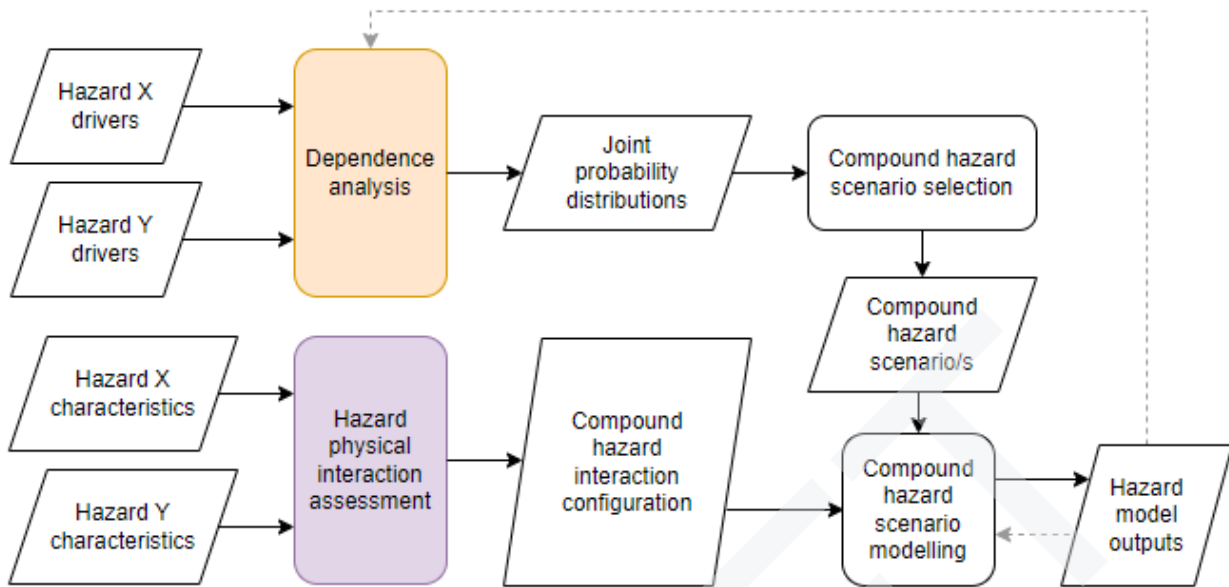 Hazard X
drivers
Hazard Y
drivers
Dependence
analysis
Joint
probability
distributions
Compound hazard
scenario selection
Compound
hazard
scenario/s
Hazard X
characteristics
Hazard Y
characteristics
Hazard
physical
interaction
assessment
Compound
hazard
interaction
configuration
Compound
hazard
scenario
modelling
Hazard
model
outputs